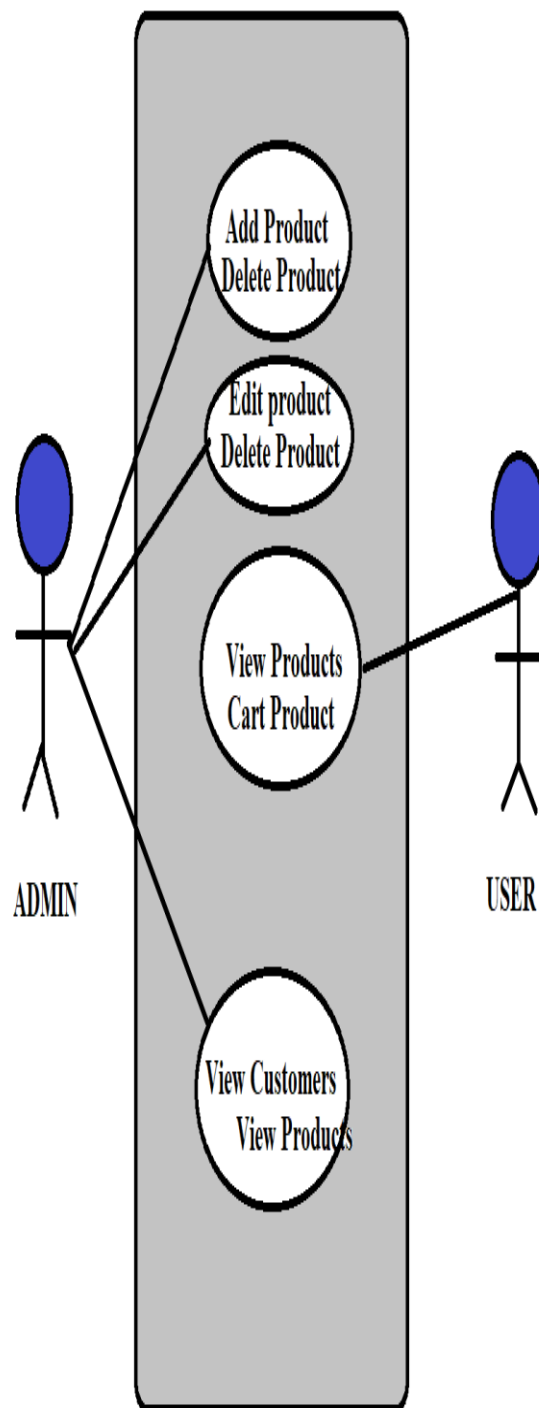 Add Product
Delete Product
Edit product
Delete Product
View Products
Cart Product
ADMIN
USER
View Customers
View Products